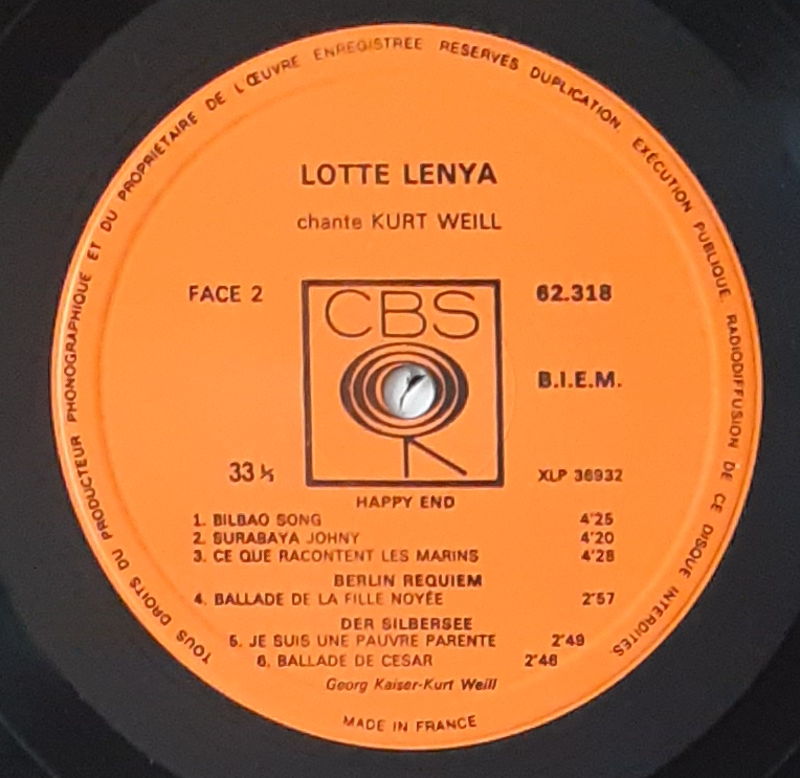 TOUS DROITS DU PRODUCTEUR PHONOGRAPHIQUE ET DU PROPRIÉTAIRE DE L'ŒUVRE ENREGISTRÉE RESERVÉS DUPLICATION. EXÉCUTION PUBLIQUE. RADIODIFFUSION DE CE DISQUE INTERDITES
LOTTE LENYA
chante KURT WEILL
FACE 2
62.318
CBS
B.I.E.M.
33 ⅓
XLP 36932
HAPPY END
1. BILBAO SONG 4'25
2. SURABAYA JOHNY 4'20
3. CE QUE RACONTENT LES MARINS 4'28
BERLIN REQUIEM
4. BALLADE DE LA FILLE NOYÉE 2'57
DER SILBERSEE
5. JE SUIS UNE PAUVRE PARENTE 2'49
6. BALLADE DE CESAR 2'46
Georg Kaiser-Kurt Weill
MADE IN FRANCE